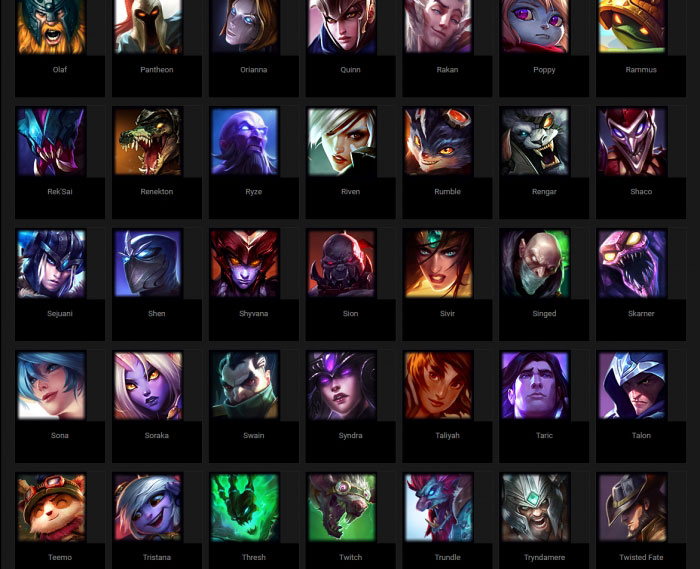 Olaf Pantheon Orianna Quinn Rakan Poppy Rammus
Rek'Sai Renekton Ryze Riven Rumble Rengar Shaco
Sejuani Shen Shyvana Sion Sivir Singed Skarner
Sona Soraka Swain Syndra Taliyah Taric Talon
Teemo Tristana Thresh Twitch Trundle Tryndamere Twisted Fate